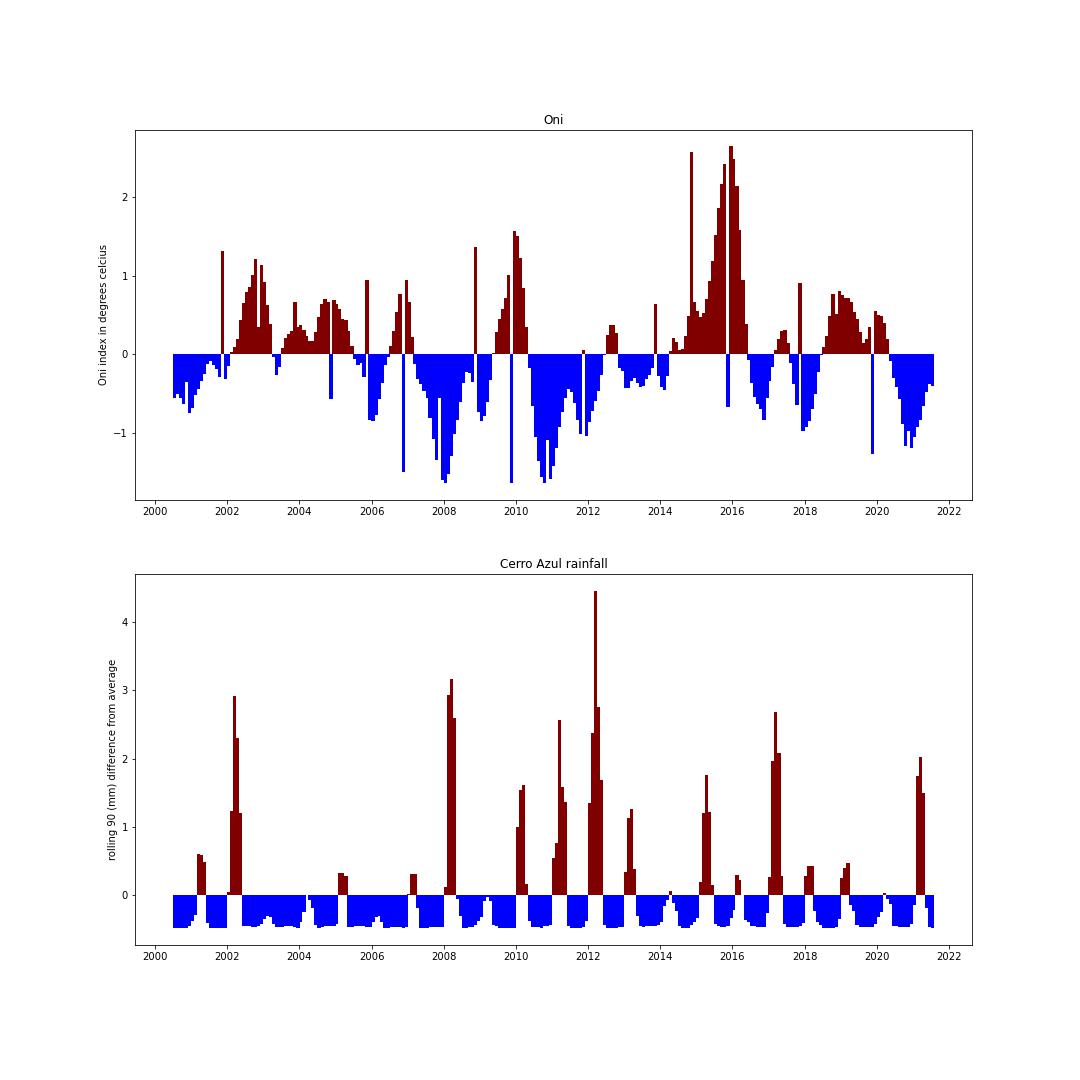 Oni
Oni index in degrees celcius
2
1
0
−1
2000 2002 2004 2006 2008 2010 2012 2014 2016 2018 2020 2022
Cerro Azul rainfall
rolling 90 (mm) difference from average
4
3
2
1
0
2000 2002 2004 2006 2008 2010 2012 2014 2016 2018 2020 2022